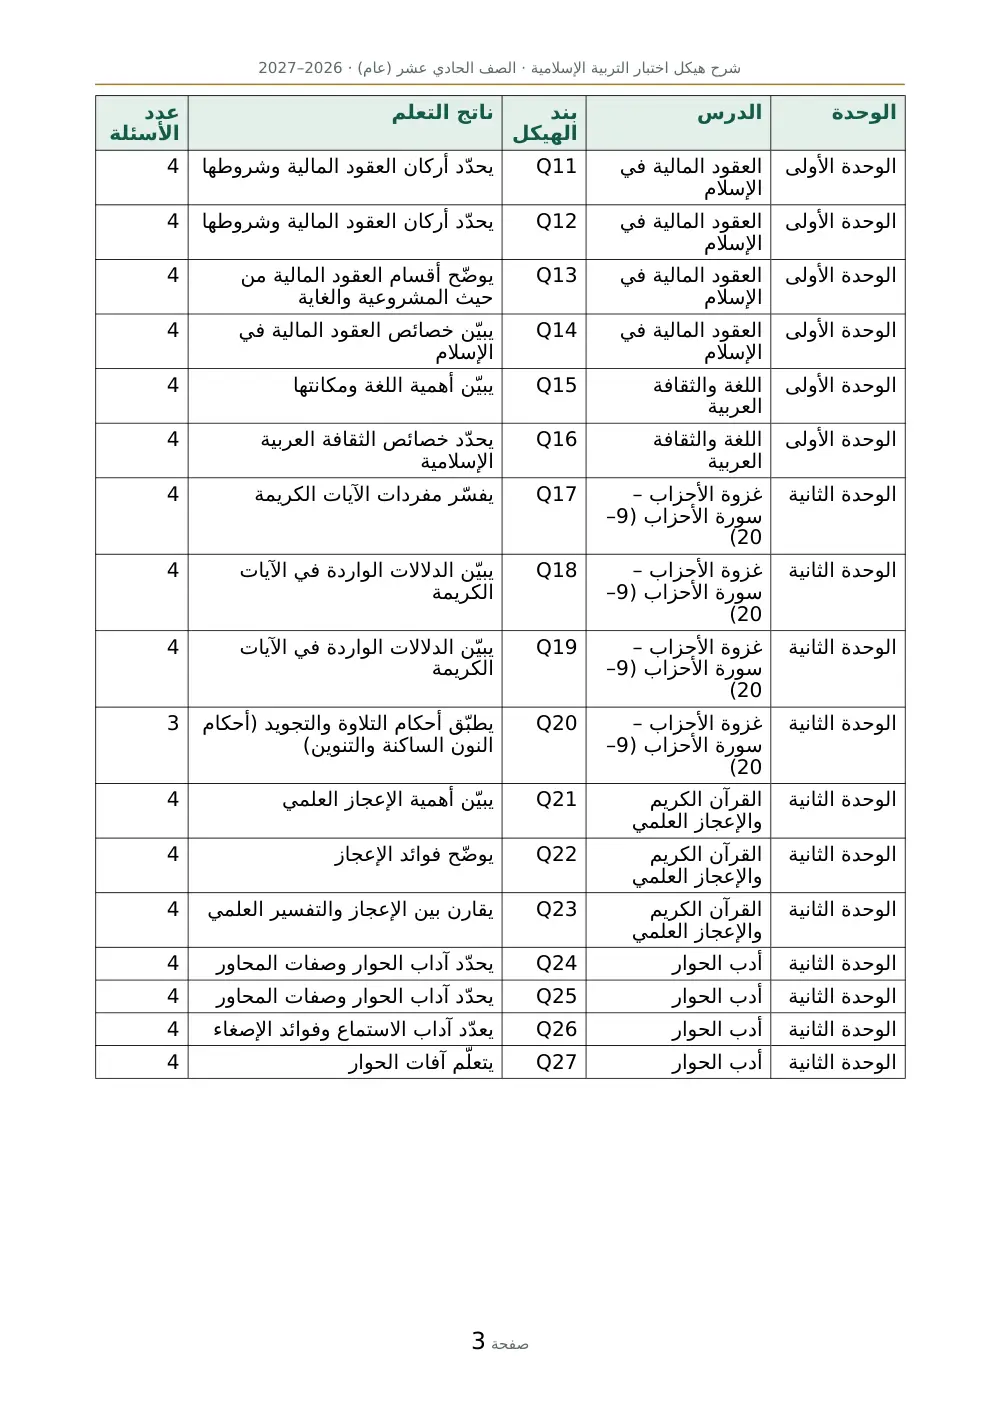 شرح هيكل اختبار التربية الإسلامية · الصف الحادي عشر (عام) · 2026–2027
الوحدة الدرس بند الهيكل ناتج التعلم عدد الأسئلة
الوحدة الأولى العقود المالية في الإسلام Q11 يحدّد أركان العقود المالية وشروطها 4
الوحدة الأولى العقود المالية في الإسلام Q12 يحدّد أركان العقود المالية وشروطها 4
الوحدة الأولى العقود المالية في الإسلام Q13 يوضّح أقسام العقود المالية من حيث المشروعية والغاية 4
الوحدة الأولى العقود المالية في الإسلام Q14 يبيّن خصائص العقود المالية في الإسلام 4
الوحدة الأولى اللغة والثقافة العربية Q15 يبيّن أهمية اللغة ومكانتها 4
الوحدة الأولى اللغة والثقافة العربية Q16 يحدّد خصائص الثقافة العربية الإسلامية 4
الوحدة الثانية غزوة الأحزاب – سورة الأحزاب (9–20) Q17 يفسّر مفردات الآيات الكريمة 4
الوحدة الثانية غزوة الأحزاب – سورة الأحزاب (9–20) Q18 يبيّن الدلالات الواردة في الآيات الكريمة 4
الوحدة الثانية غزوة الأحزاب – سورة الأحزاب (9–20) Q19 يبيّن الدلالات الواردة في الآيات الكريمة 4
الوحدة الثانية غزوة الأحزاب – سورة الأحزاب (9–20) Q20 يطبّق أحكام التلاوة والتجويد (أحكام النون الساكنة والتنوين) 3
الوحدة الثانية القرآن الكريم والإعجاز العلمي Q21 يبيّن أهمية الإعجاز العلمي 4
الوحدة الثانية القرآن الكريم والإعجاز العلمي Q22 يوضّح فوائد الإعجاز 4
الوحدة الثانية القرآن الكريم والإعجاز العلمي Q23 يقارن بين الإعجاز والتفسير العلمي 4
الوحدة الثانية أدب الحوار Q24 يحدّد آداب الحوار وصفات المحاور 4
الوحدة الثانية أدب الحوار Q25 يحدّد آداب الحوار وصفات المحاور 4
الوحدة الثانية أدب الحوار Q26 يعدّد آداب الاستماع وفوائد الإصغاء 4
الوحدة الثانية أدب الحوار Q27 يتعلّم آفات الحوار 4
صفحة 3